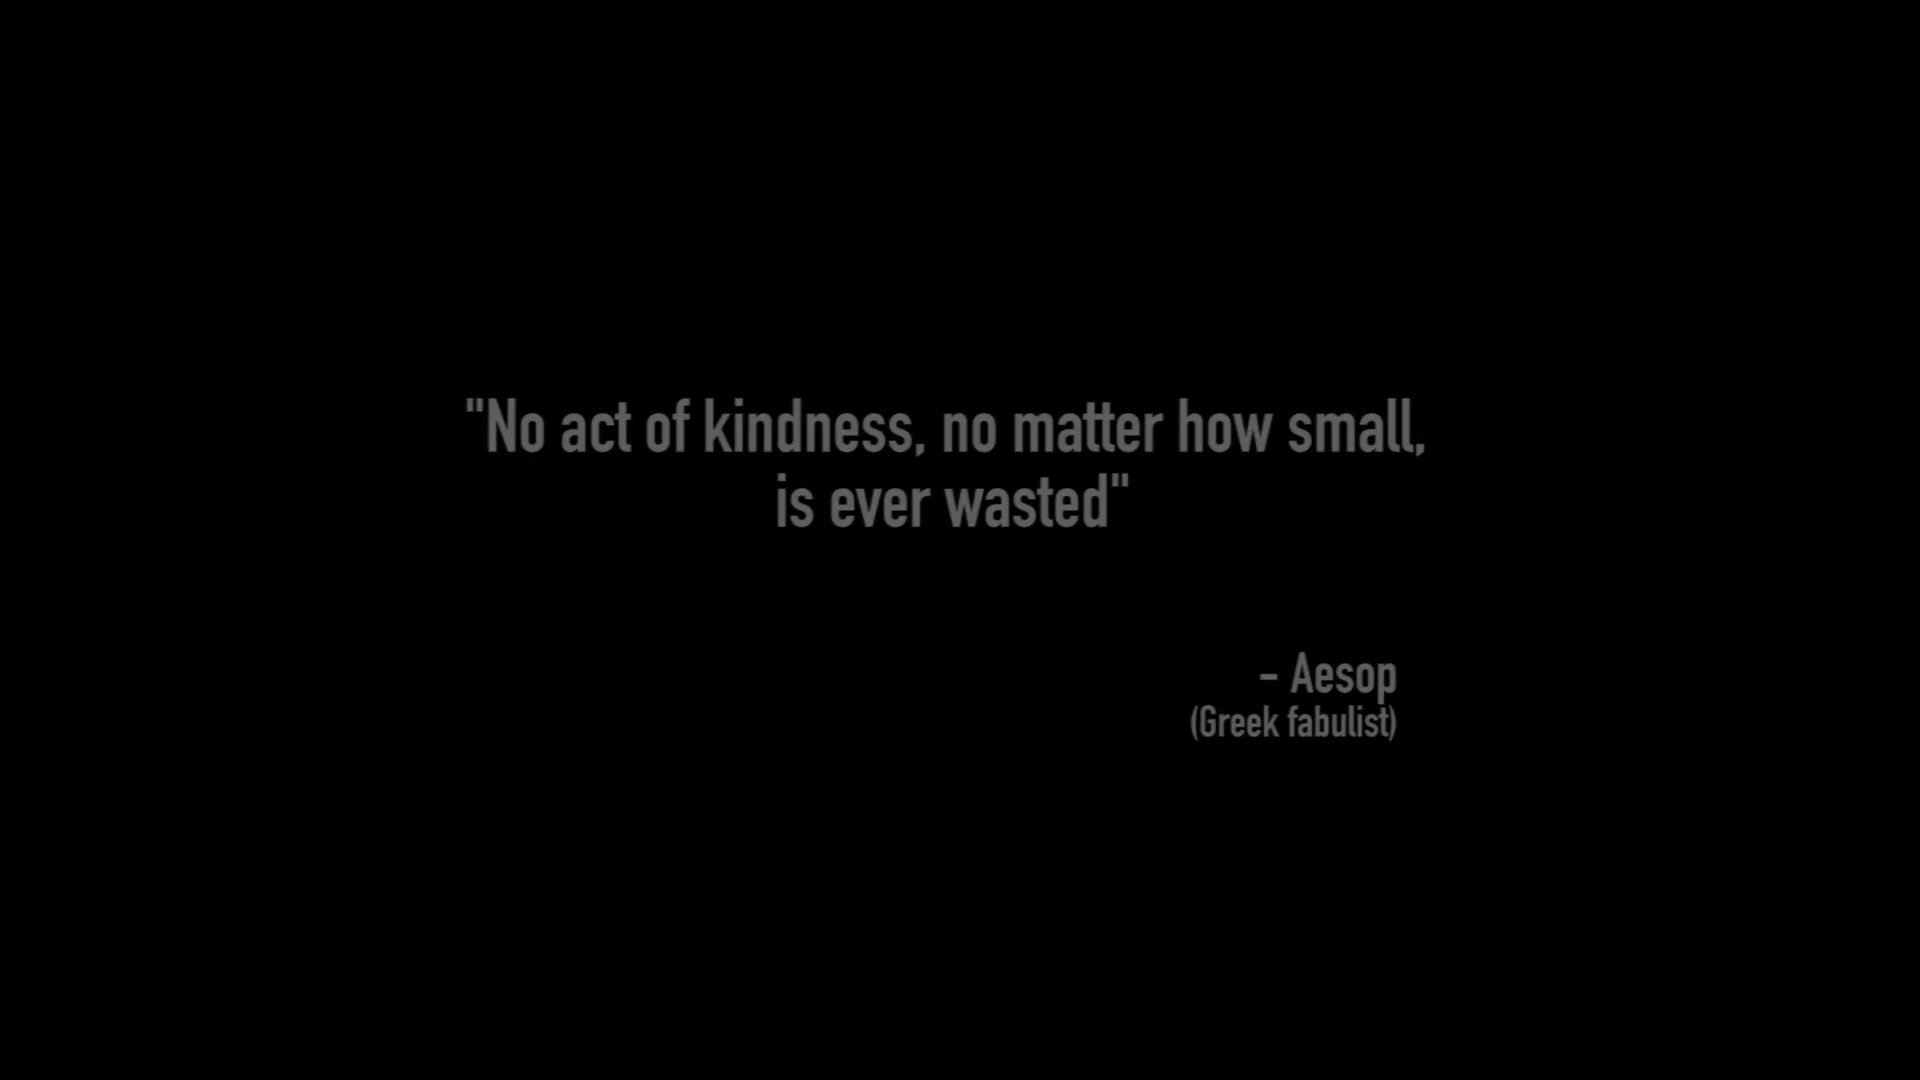 "No act of kindness, no matter how small,
is ever wasted"
– Aesop
(Greek fabulist)